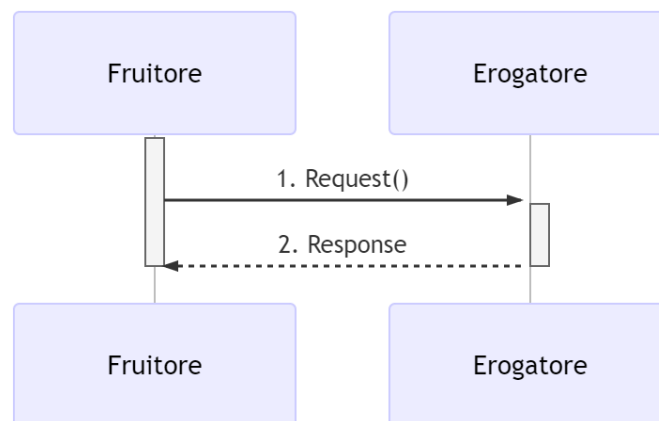 Fruitore
Erogatore
1. Request()
2. Response
Fruitore
Erogatore